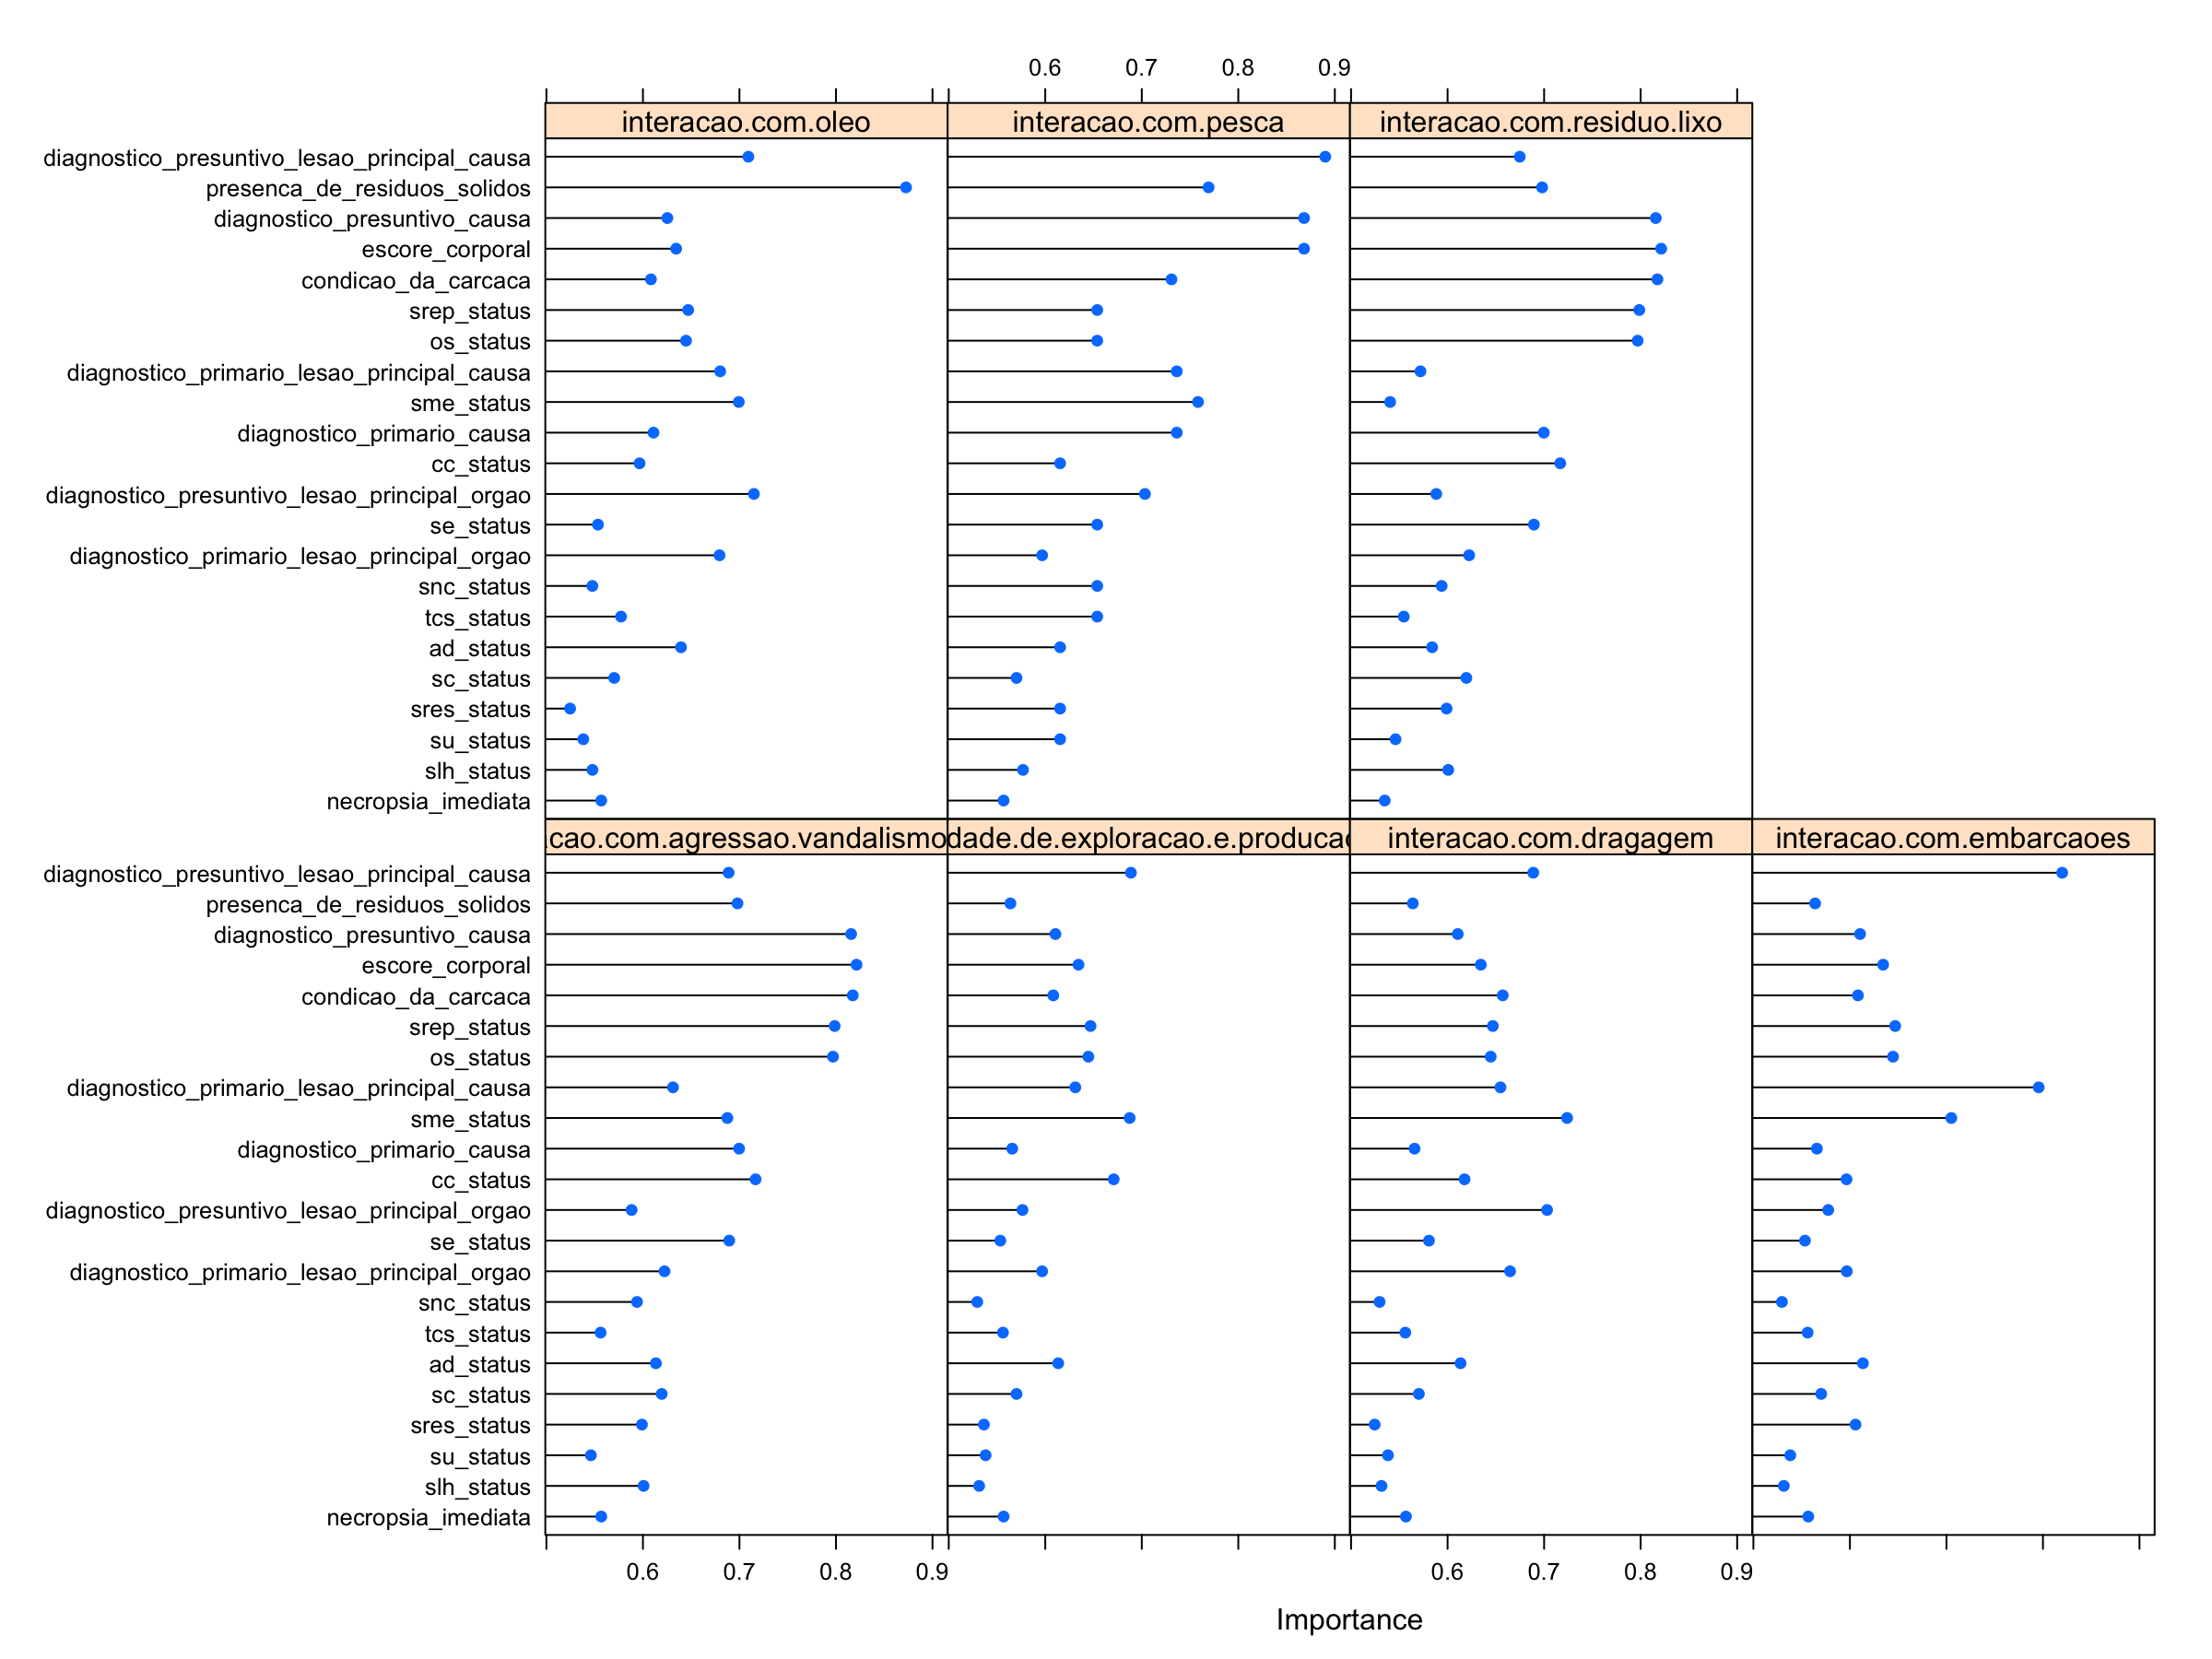 0.6 0.7 0.8 0.9
interacao.com.oleo interacao.com.pesca interacao.com.residuo.lixo
diagnostico_presuntivo_lesao_principal_causa
presenca_de_residuos_solidos
diagnostico_presuntivo_causa
escore_corporal
condicao_da_carcaca
srep_status
os_status
diagnostico_primario_lesao_principal_causa
sme_status
diagnostico_primario_causa
cc_status
diagnostico_presuntivo_lesao_principal_orgao
se_status
diagnostico_primario_lesao_principal_orgao
snc_status
tcs_status
ad_status
sc_status
sres_status
su_status
slh_status
necropsia_imediata
cao.com.agressao.vandalismo dade.de.exploracao.e.producao interacao.com.dragagem interacao.com.embarcaoes
diagnostico_presuntivo_lesao_principal_causa
presenca_de_residuos_solidos
diagnostico_presuntivo_causa
escore_corporal
condicao_da_carcaca
srep_status
os_status
diagnostico_primario_lesao_principal_causa
sme_status
diagnostico_primario_causa
cc_status
diagnostico_presuntivo_lesao_principal_orgao
se_status
diagnostico_primario_lesao_principal_orgao
snc_status
tcs_status
ad_status
sc_status
sres_status
su_status
slh_status
necropsia_imediata
0.6 0.7 0.8 0.9 0.6 0.7 0.8 0.9
Importance